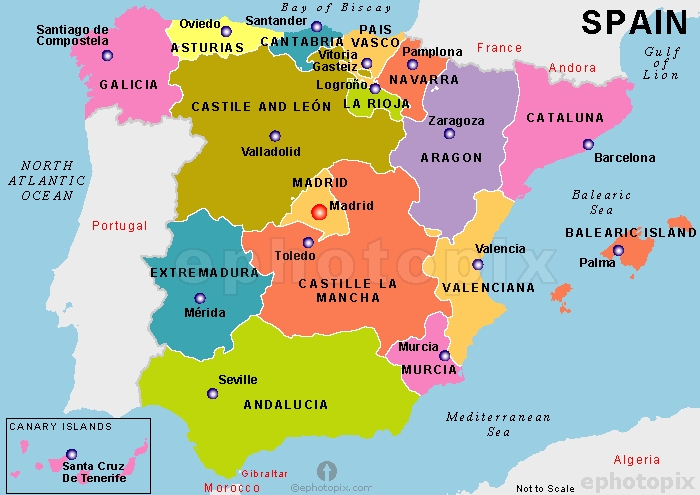 Bay of Biscay
SPAIN
Oviedo
Santander
Santiago de
Compostela
ASTURIAS
CANTABRIA
PAIS
VASCO
Pamplona
France
Gulf
of
Lion
Vitoria
Gasteiz
NAVARRA
Andora
GALICIA
Logroño
LA RIOJA
CASTILE AND LEÓN
Zaragoza
CATALUNA
Valladolid
ARAGON
Barcelona
NORTH
ATLANTIC
OCEAN
MADRID
Madrid
Balearic
Sea
Portugal
BALEARIC ISLAND
Toledo
Valencia
Palma
ephotopix
EXTREMADURA
CASTILLE LA
MANCHA
VALENCIANA
Mérida
Murcia
MURCIA
Seville
ANDALUCIA
Mediterranean
Sea
CANARY ISLANDS
Santa Cruz
De Tenerife
Gibraltar
Morocco
©ephotopix.com
Algeria
ephotopix
Not to Scale